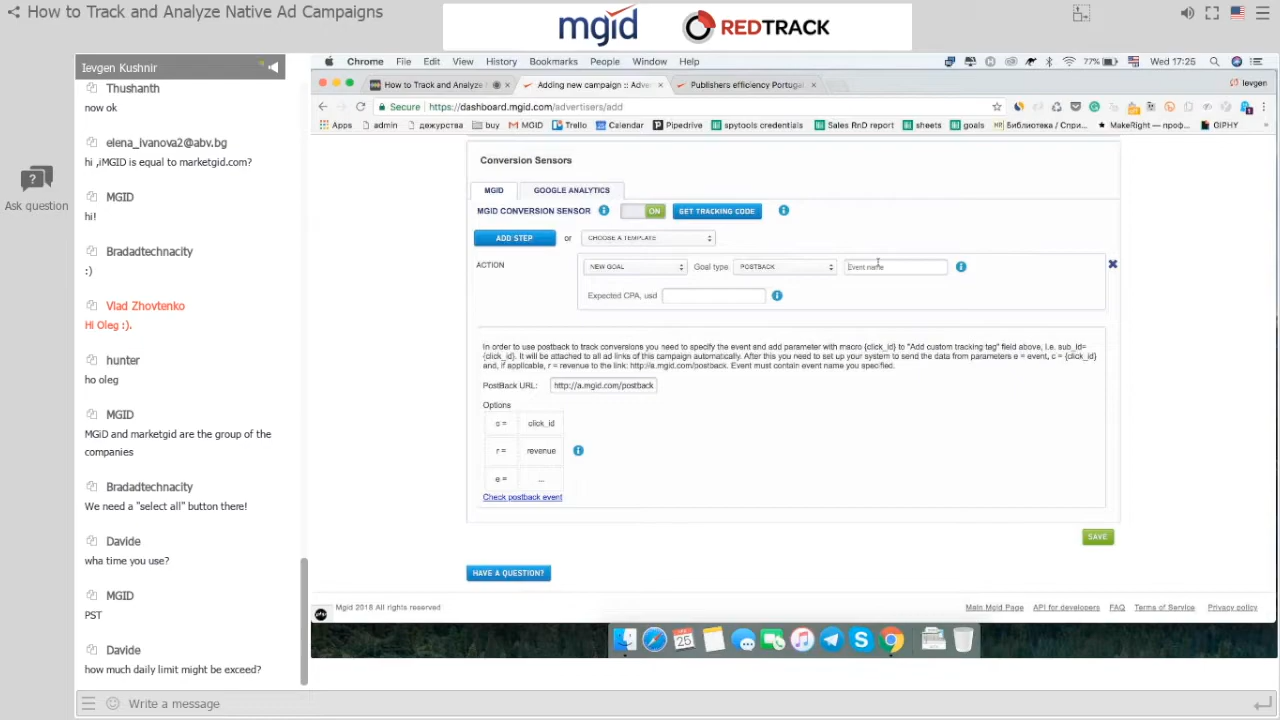 How to Track and Analyze Native Ad Campaigns
mgid REDTRACK
Ask question
Ievgen Kushnir
Thushanth
now ok
elena_ivanova2@abv.bg
hi ,iMGID is equal to marketgid.com?
MGID
hi!
Bradadtechnacity
:)
Vlad Zhovtenko
Hi Oleg :).
hunter
ho oleg
MGID
MGiD and marketgid are the group of the
companies
Bradadtechnacity
We need a "select all" button there!
Davide
wha time you use?
MGID
PST
Davide
how much daily limit might be exceed?
Write a message
Chrome File Edit View History Bookmarks People Window Help 77% Wed 17:25
How to Track and Analyze Native Adding new campaign :: Adverti Publishers efficiency Portugal Ievgen
Secure https://dashboard.mgid.com/advertisers/add
Apps admin дежурства buy MGID Trello Calendar Pipedrive spytools credentials Sales RnD report sheets goals Библиотека / Спри... MakeRight — проф... GIPHY
Conversion Sensors
MGID GOOGLE ANALYTICS
MGID CONVERSION SENSOR ON GET TRACKING CODE
ADD STEP or CHOOSE A TEMPLATE
ACTION NEW GOAL Goal type POSTBACK Event name
Expected CPA, usd
In order to use postback to track conversions you need to specify the event and add parameter with macro {click_id} to "Add custom tracking tag" field above, i.e. sub_id=
{click_id}. It will be attached to all ad links of this campaign automatically. After this you need to set up your system to send the data from parameters e = event, c = {click_id}
and, if applicable, r = revenue to the link: http://a.mgid.com/postback. Event must contain event name you specified.
PostBack URL: http://a.mgid.com/postback
Options
c = click_id
r = revenue
e = ...
Check postback event
SAVE
HAVE A QUESTION?
Mgid 2018 All rights reserved Main Mgid Page API for developers FAQ Terms of Service Privacy policy